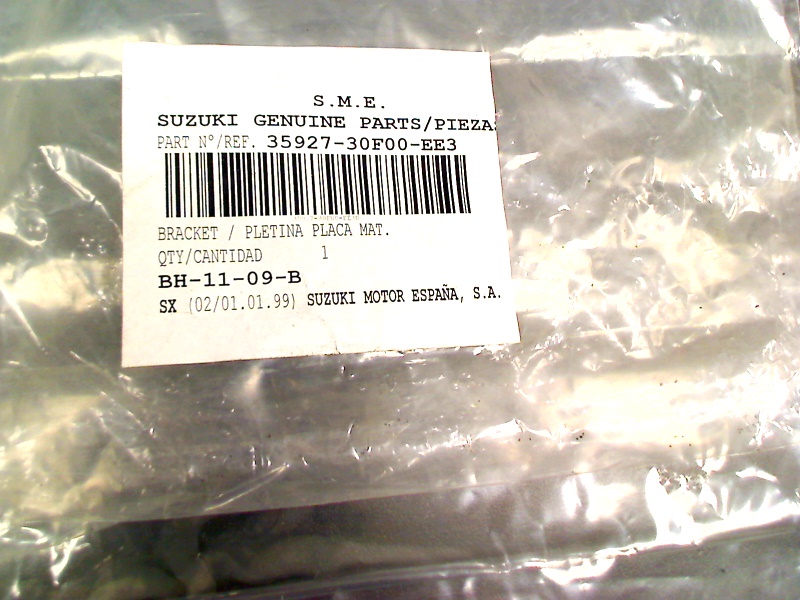 S.M.E.
SUZUKI GENUINE PARTS/PIEZAS
PART N°/REF. 35927-30F00-EE3
BRACKET / PLETINA PLACA MAT.
QTY/CANTIDAD 1
BH-11-09-B
SX (02/01.01.99) SUZUKI MOTOR ESPAÑA, S.A.